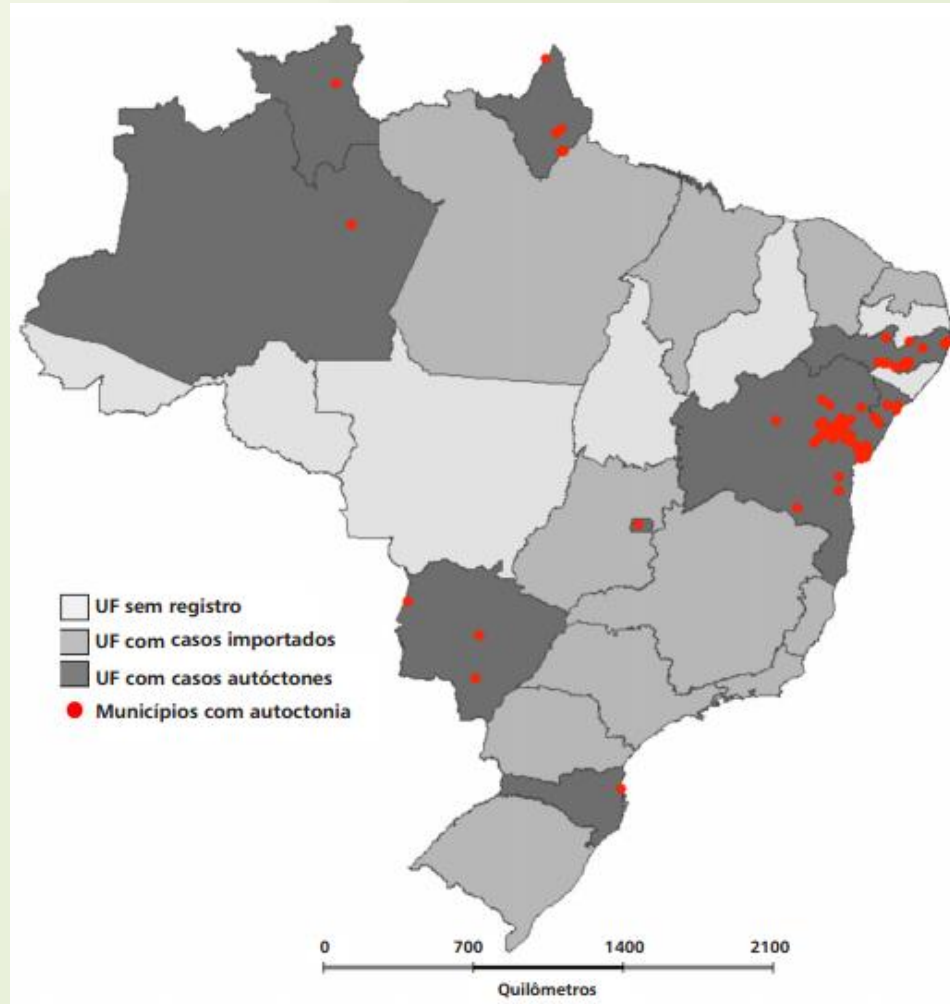 UF sem registro
UF com casos importados
UF com casos autóctones
Municípios com autoctonia
0 700 1400 2100
Quilômetros